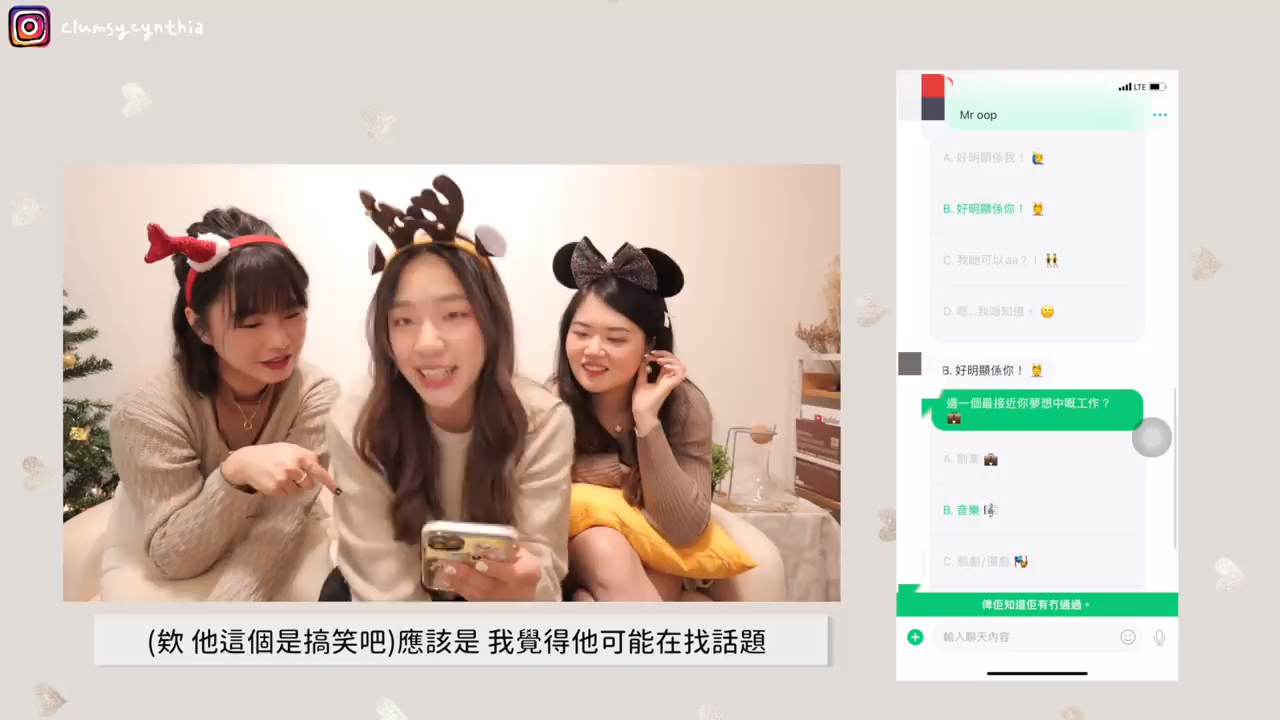 clumsycynthia
LTE
Mr oop
A. 好明顯係我！
B. 好明顯係你！
C. 我哋可以aa？！
D. 嗯...我唔知道。
B. 好明顯係你！
邊一個最接近你夢想中嘅工作？
A. 創業
B. 音樂
C. 戲劇/演戲
俾佢知道佢有冇通過。
輸入聊天內容
(欸 他這個是搞笑吧)應該是 我覺得他可能在找話題